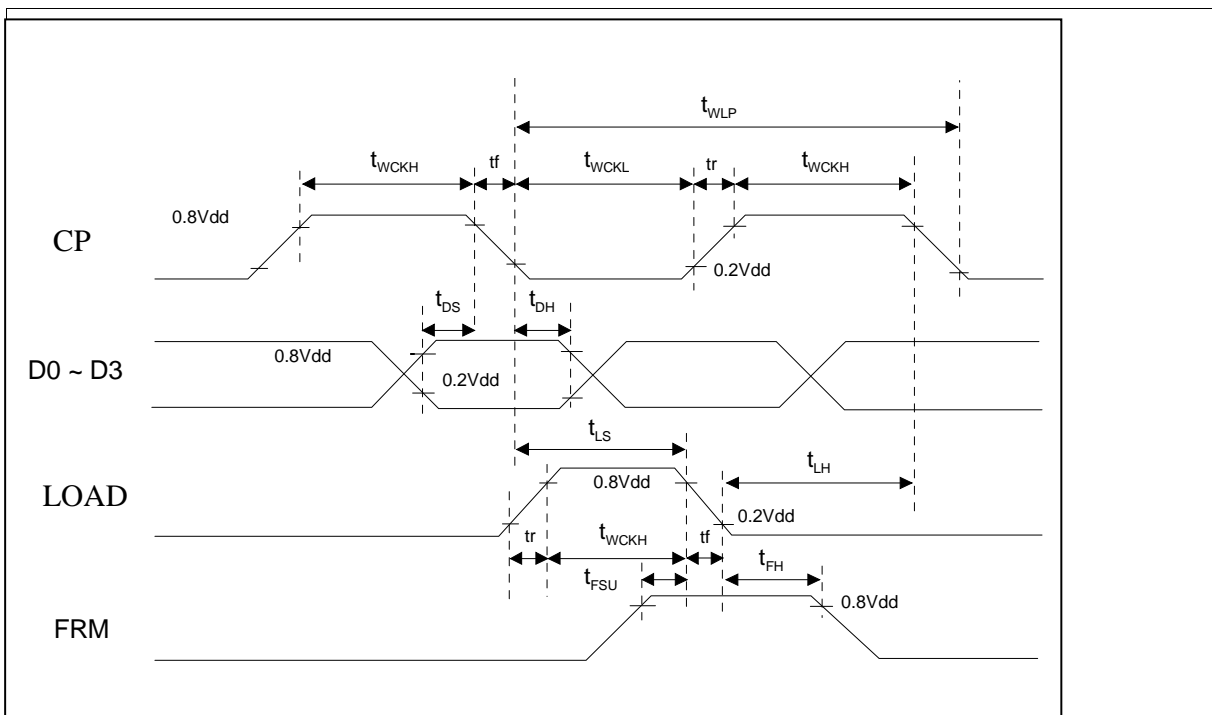 tWLP
tWCKH tf tWCKL tr tWCKH
0.8Vdd
CP
0.2Vdd
tDS tDH
0.8Vdd
D0 ~ D3
0.2Vdd
tLS
tLH
LOAD
0.8Vdd
0.2Vdd
tr tWCKH tf
tFSU tFH
0.8Vdd
FRM